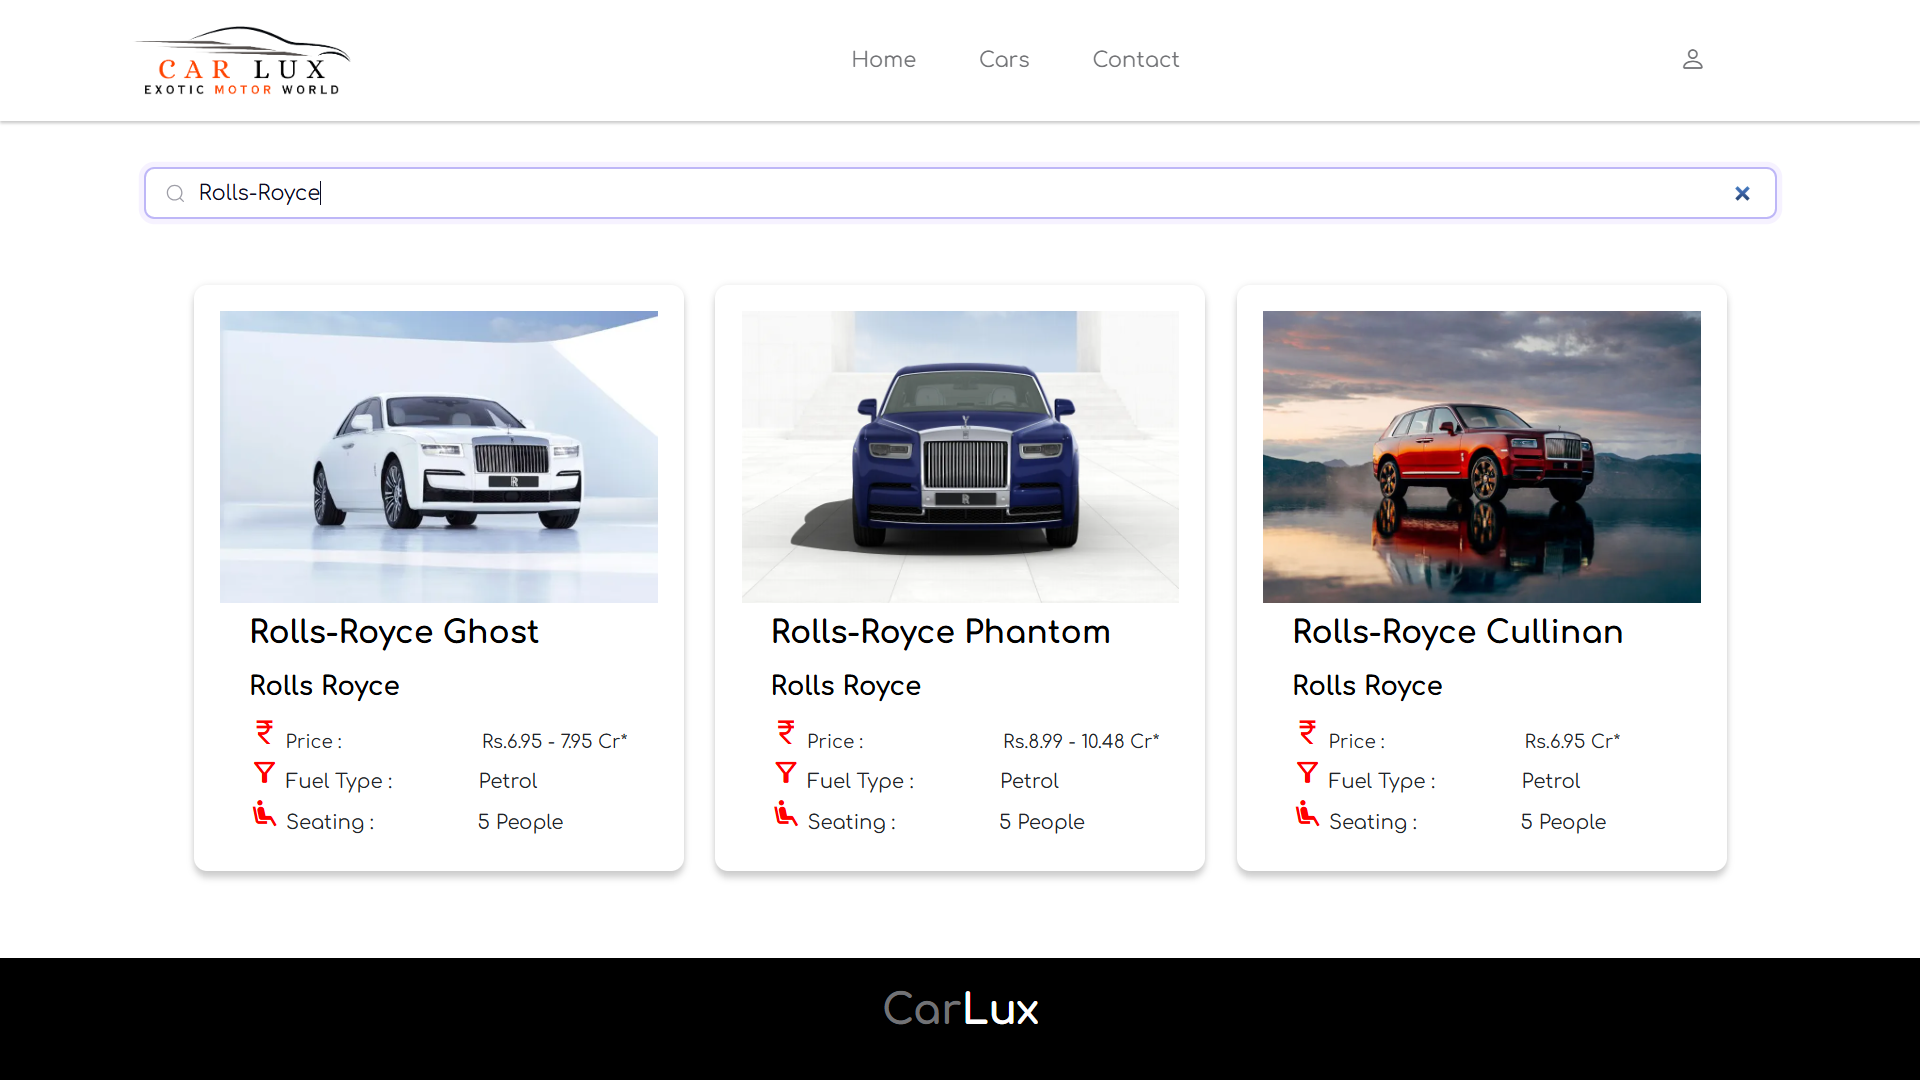 CAR LUX
EXOTIC MOTOR WORLD
Home
Cars
Contact
Rolls-Royce
Rolls-Royce Ghost
Rolls Royce
Price :
Rs.6.95 - 7.95 Cr*
Fuel Type :
Petrol
Seating :
5 People
Rolls-Royce Phantom
Rolls Royce
Price :
Rs.8.99 - 10.48 Cr*
Fuel Type :
Petrol
Seating :
5 People
Rolls-Royce Cullinan
Rolls Royce
Price :
Rs.6.95 Cr*
Fuel Type :
Petrol
Seating :
5 People
CarLux